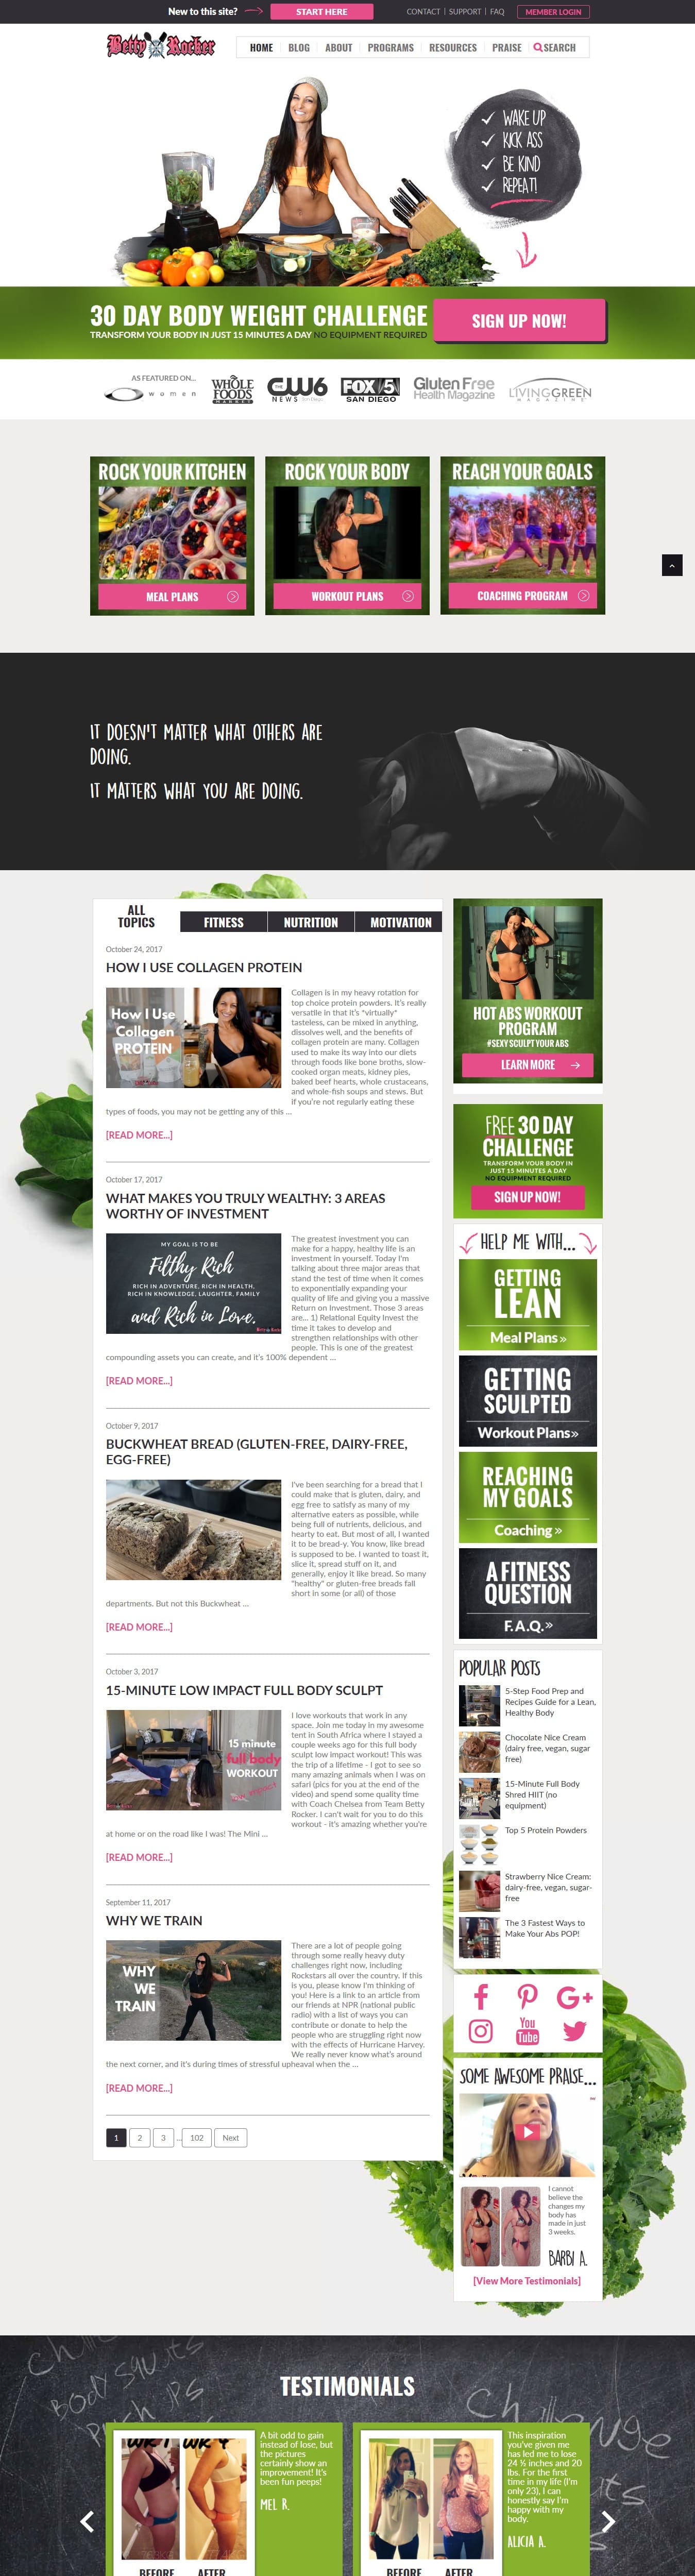 New to this site?
START HERE
CONTACT | SUPPORT | FAQ
MEMBER LOGIN
Betty Rocker
HOME
BLOG
ABOUT
PROGRAMS
RESOURCES
PRAISE
SEARCH
WAKE UP
KICK ASS
BE KIND
REPEAT!
30 DAY BODY WEIGHT CHALLENGE
TRANSFORM YOUR BODY IN JUST 15 MINUTES A DAY NO EQUIPMENT REQUIRED
SIGN UP NOW!
AS FEATURED ON...
women
WHOLE
FOODS
MARKET
CW6
NEWS San Diego
FOX 5
SAN DIEGO
Gluten Free
Health Magazine
LIVINGGREEN
MAGAZINE
ROCK YOUR KITCHEN
MEAL PLANS
ROCK YOUR BODY
WORKOUT PLANS
REACH YOUR GOALS
COACHING PROGRAM
IT DOESN'T MATTER WHAT OTHERS ARE
DOING.
IT MATTERS WHAT YOU ARE DOING.
ALL
TOPICS
FITNESS
NUTRITION
MOTIVATION
October 24, 2017
HOW I USE COLLAGEN PROTEIN
How I Use
Collagen
PROTEIN
Collagen is in my heavy rotation for
top choice protein powders. It's really
versatile in that it's *virtually*
tasteless, can be mixed in anything,
dissolves well, and the benefits of
collagen protein are many. Collagen
used to make its way into our diets
through foods like bone broths, slow-
cooked organ meats, kidney pies,
baked beef hearts, whole crustaceans,
and whole-fish soups and stews. But
if you're not regularly eating these
types of foods, you may not be getting any of this ...
[READ MORE...]
October 17, 2017
WHAT MAKES YOU TRULY WEALTHY: 3 AREAS
WORTHY OF INVESTMENT
MY GOAL IS TO BE
Filthy Rich
RICH IN ADVENTURE, RICH IN HEALTH,
RICH IN KNOWLEDGE, LAUGHTER, FAMILY
and Rich in Love.
The greatest investment you can
make for a happy, healthy life is an
investment in yourself. Today I'm
talking about three major areas that
stand the test of time when it comes
to exponentially expanding your
quality of life and giving you a massive
Return on Investment. Those 3 areas
are... 1) Relational Equity Invest the
time it takes to develop and
strengthen relationships with other
people. This is one of the greatest
compounding assets you can create, and it's 100% dependent ...
[READ MORE...]
October 9, 2017
BUCKWHEAT BREAD (GLUTEN-FREE, DAIRY-FREE,
EGG-FREE)
I've been searching for a bread that I
could make that is gluten, dairy, and
egg free to satisfy as many of my
alternative eaters as possible, while
being full of nutrients, delicious, and
hearty to eat. But most of all, I wanted
it to be bread-y. You know, like bread
is supposed to be. I wanted to toast it,
slice it, spread stuff on it, and
generally, enjoy it like bread. So many
"healthy" or gluten-free breads fall
short in some (or all) of those
departments. But not this Buckwheat ...
[READ MORE...]
October 3, 2017
15-MINUTE LOW IMPACT FULL BODY SCULPT
15 minute
full body
WORKOUT
low impact
I love workouts that work in any
space. Join me today in my awesome
tent in South Africa where I stayed a
couple weeks ago for this full body
sculpt low impact workout! This was
the trip of a lifetime - I got to see so
many amazing animals when I was on
safari (pics for you at the end of the
video) and spend some quality time
with Coach Chelsea from Team Betty
Rocker. I can't wait for you to do this
workout - it's amazing whether you're
at home or on the road like I was! The Mini ...
[READ MORE...]
September 11, 2017
WHY WE TRAIN
WHY
WE
TRAIN
There are a lot of people going
through some really heavy duty
challenges right now, including
Rockstars all over the country. If this
is you, please know I'm thinking of
you! Here is a link to an article from
our friends at NPR (national public
radio) with a list of ways you can
contribute or donate to help the
people who are struggling right now
with the effects of Hurricane Harvey.
We really never know what's around
the next corner, and it's during times of stressful upheaval when the ...
[READ MORE...]
1 2 3 ... 102 Next
HOT ABS WORKOUT
PROGRAM
#SEXYSCULPTYOURABS
LEARN MORE
FREE 30 DAY
CHALLENGE
TRANSFORM YOUR BODY IN
JUST 15 MINUTES A DAY
NO EQUIPMENT REQUIRED
SIGN UP NOW!
HELP ME WITH...
GETTING
LEAN
Meal Plans »
GETTING
SCULPTED
Workout Plans»
REACHING
MY GOALS
Coaching »
A FITNESS
QUESTION
F.A.Q.»
POPULAR POSTS
5-Step Food Prep and
Recipes Guide for a Lean,
Healthy Body
Chocolate Nice Cream
(dairy free, vegan, sugar
free)
15-Minute Full Body
Shred HIIT (no
equipment)
Top 5 Protein Powders
Strawberry Nice Cream:
dairy-free, vegan, sugar-
free
The 3 Fastest Ways to
Make Your Abs POP!
G+
You
Tube
SOME AWESOME PRAISE...
I cannot
believe the
changes my
body has
made in just
3 weeks.
BARBI A.
[View More Testimonials]
TESTIMONIALS
WK 1 WK 4
A bit odd to gain
instead of lose, but
the pictures
certainly show an
improvement! It's
been fun peeps!
MEL R.
BEFORE AFTER
This inspiration
you've given me
has led me to lose
24 ½ inches and 20
lbs. For the first
time in my life (I'm
only 23), I can
honestly say I'm
happy with my
body.
ALICIA A.
BEFORE AFTER